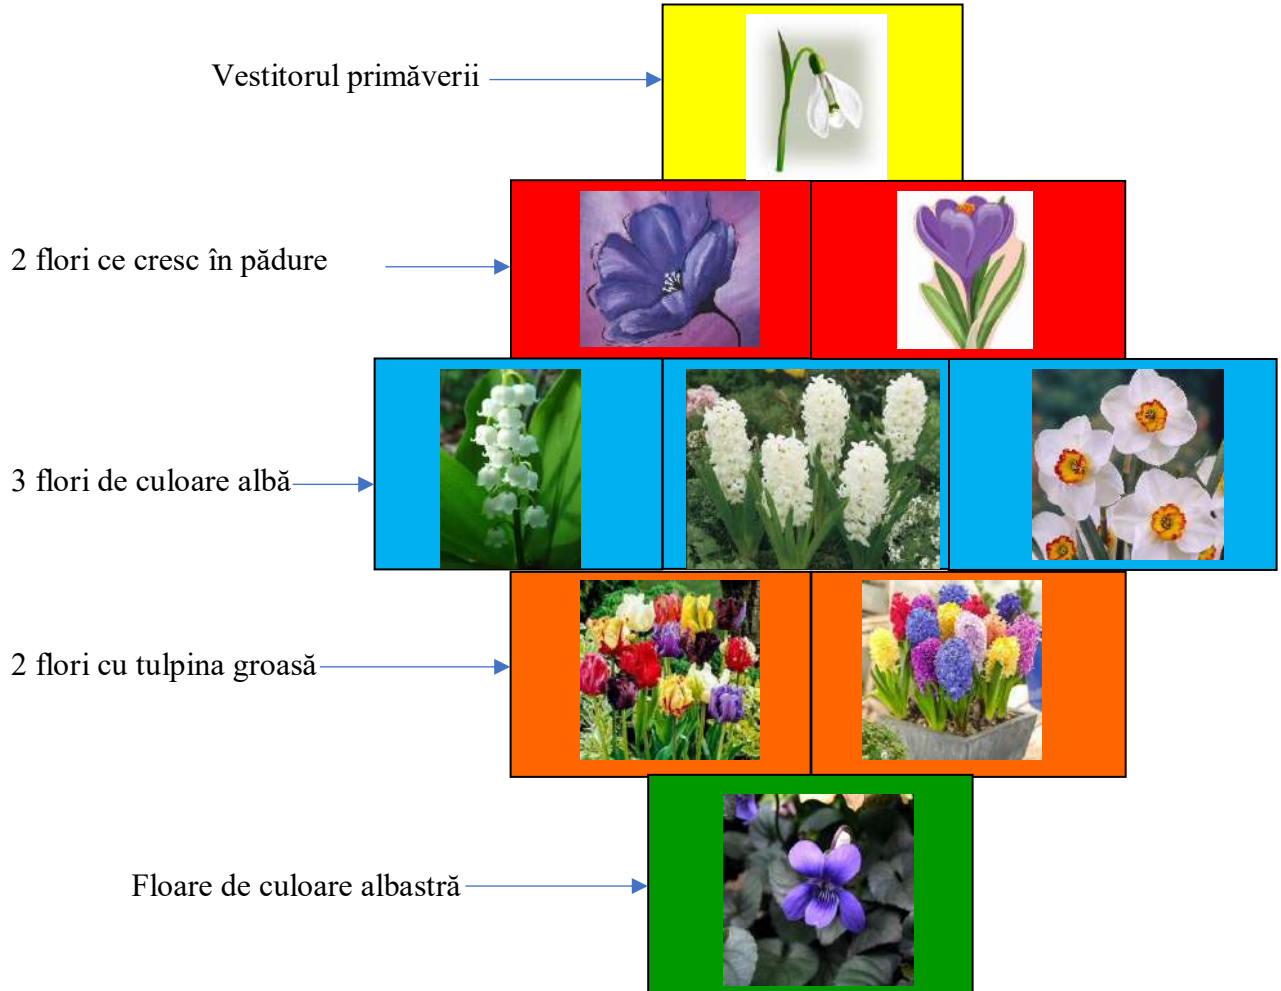 Vestitorul primăverii
2 flori ce cresc în pădure
3 flori de culoare albă
2 flori cu tulpina groasă
Floare de culoare albastră